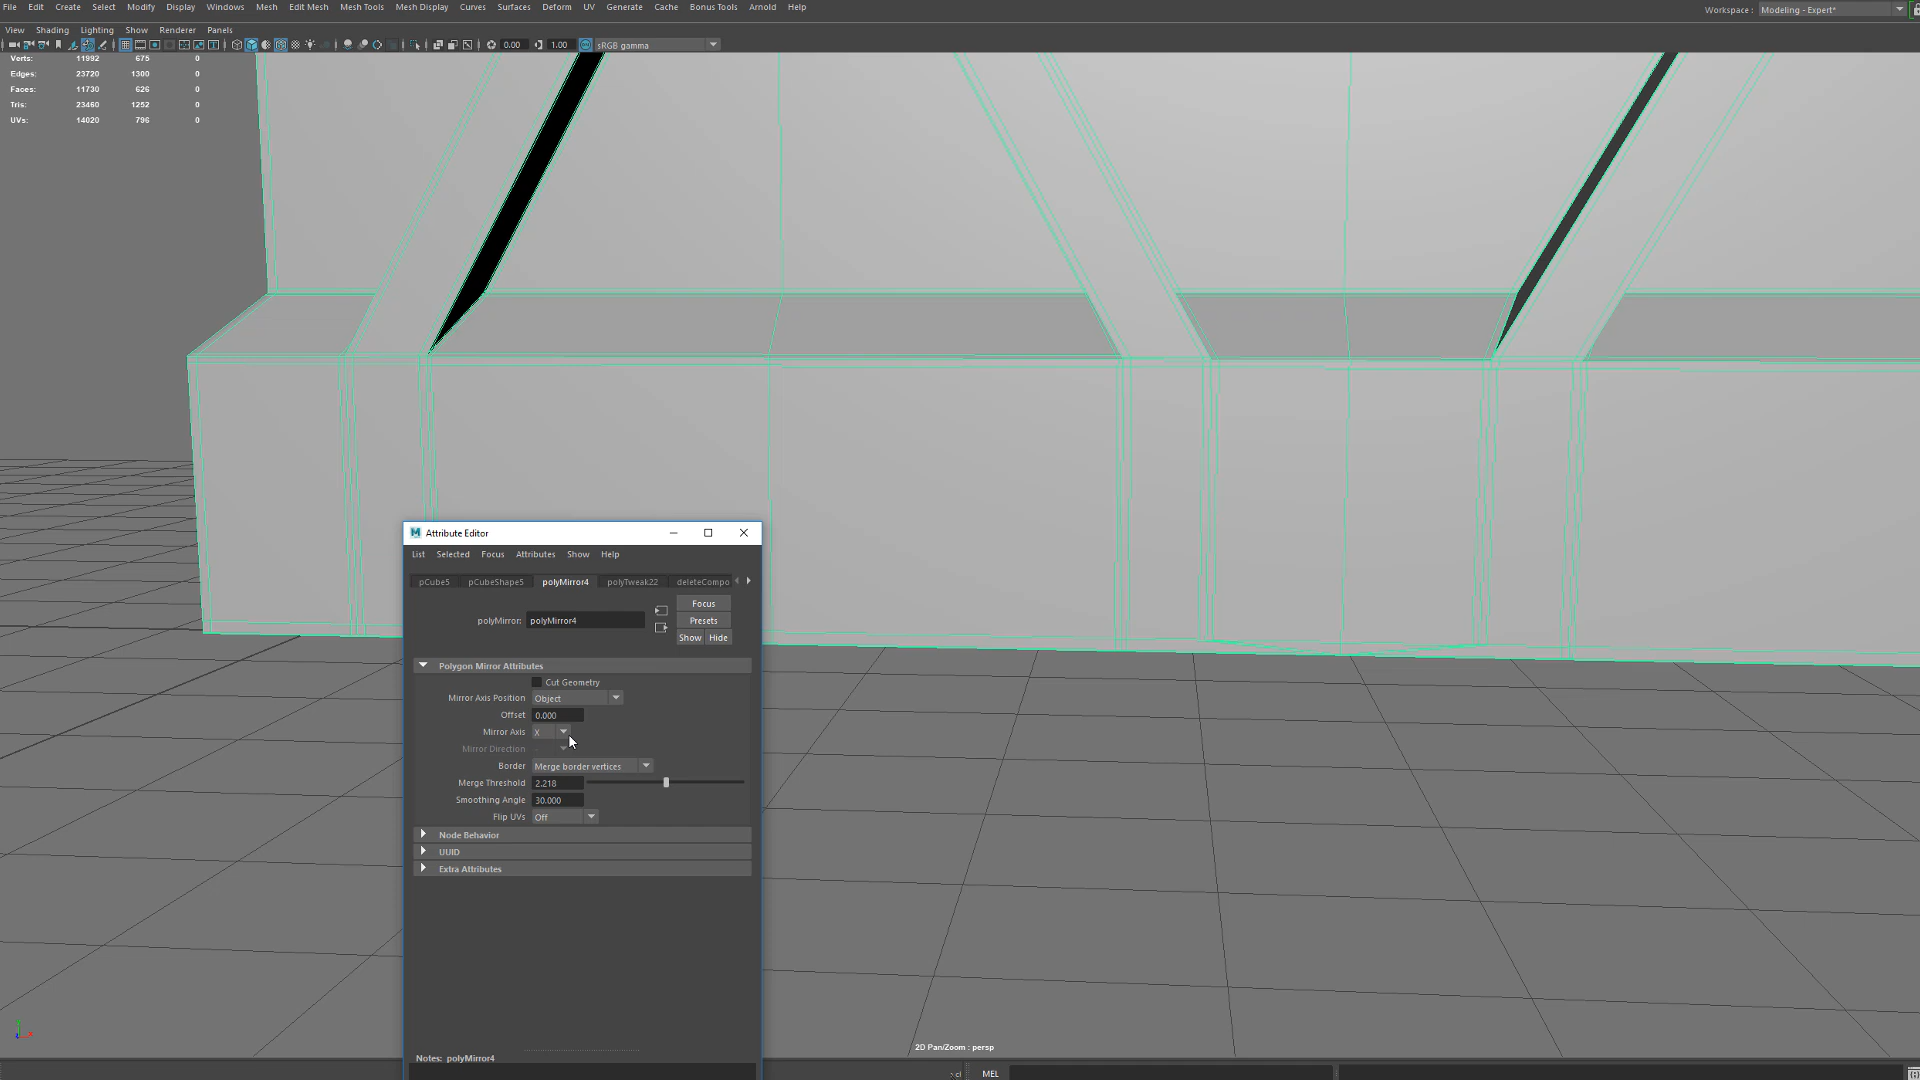 File Edit Create Select Modify Display Windows Mesh Edit Mesh Mesh Tools Mesh Display Curves Surfaces Deform UV Generate Cache Bonus Tools Arnold Help
Workspace : Modeling - Expert*
View Shading Lighting Show Renderer Panels
0.00 1.00 sRGB gamma
Verts: 11992 675 0
Edges: 23720 1300 0
Faces: 11730 626 0
Tris: 23460 1252 0
UVs: 14020 796 0
Attribute Editor
List Selected Focus Attributes Show Help
pCube5 pCubeShape5 polyMirror4 polyTweak22 deleteCompo
Focus
polyMirror: polyMirror4
Presets
Show Hide
Polygon Mirror Attributes
Cut Geometry
Mirror Axis Position Object
Offset 0.000
Mirror Axis X
Mirror Direction -
Border Merge border vertices
Merge Threshold 2.218
Smoothing Angle 30.000
Flip UVs Off
Node Behavior
UUID
Extra Attributes
Notes: polyMirror4
2D Pan/Zoom : persp
MEL